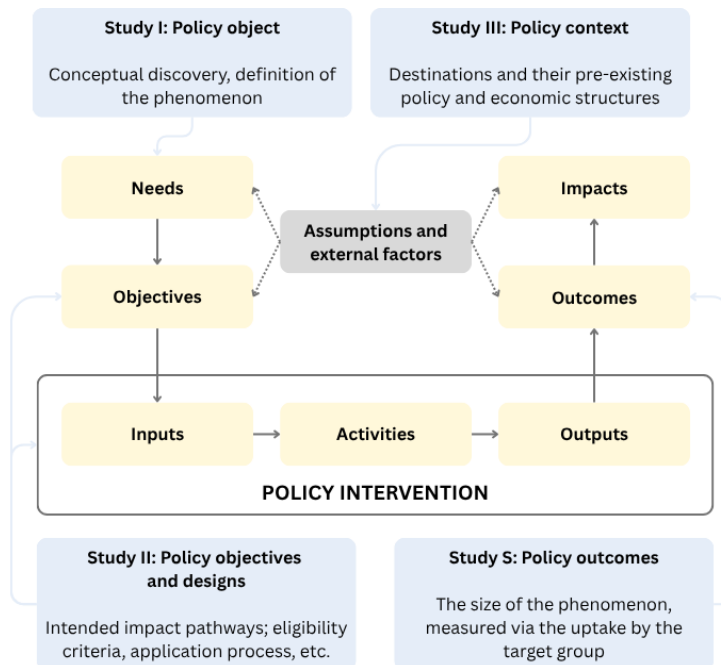 Study I: Policy object
Conceptual discovery, definition of
the phenomenon
Study III: Policy context
Destinations and their pre-existing
policy and economic structures
Needs
Impacts
Assumptions and
external factors
Objectives
Outcomes
Inputs
Activities
Outputs
POLICY INTERVENTION
Study II: Policy objectives
and designs
Intended impact pathways; eligibility
criteria, application process, etc.
Study S: Policy outcomes
The size of the phenomenon,
measured via the uptake by the
target group